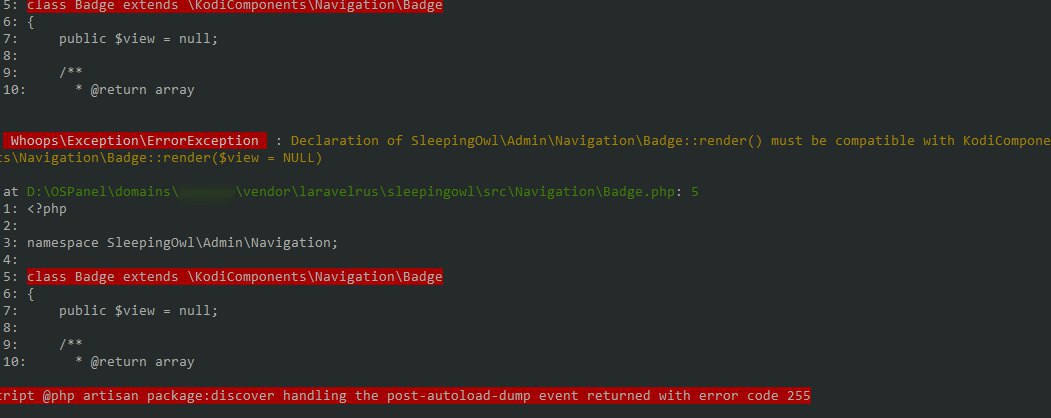 5: class Badge extends \KodiComponents\Navigation\Badge
6: {
7:     public $view = null;
8:
9:     /**
10:      * @return array
Whoops\Exception\ErrorException  : Declaration of SleepingOwl\Admin\Navigation\Badge::render() must be compatible with KodiCompone
ts\Navigation\Badge::render($view = NULL)
at D:\OSPanel\domains\ \vendor\laravelrus\sleepingowl\src\Navigation\Badge.php: 5
1: <?php
2:
3: namespace SleepingOwl\Admin\Navigation;
4:
5: class Badge extends \KodiComponents\Navigation\Badge
6: {
7:     public $view = null;
8:
9:     /**
10:      * @return array
ript @php artisan package:discover handling the post-autoload-dump event returned with error code 255